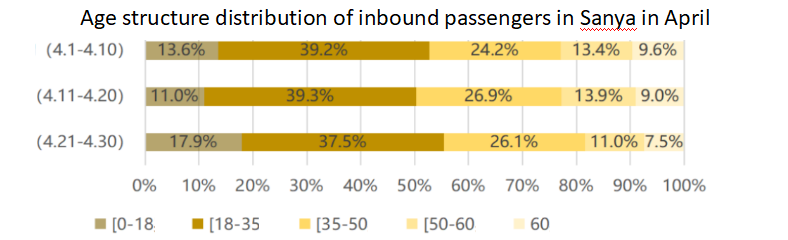 Age structure distribution of inbound passengers in Sanya in April
(4.1-4.10) 13.6% 39.2% 24.2% 13.4% 9.6%
(4.11-4.20) 11.0% 39.3% 26.9% 13.9% 9.0%
(4.21-4.30) 17.9% 37.5% 26.1% 11.0% 7.5%
0% 10% 20% 30% 40% 50% 60% 70% 80% 90% 100%
[0-18 [18-35 [35-50 [50-60 60